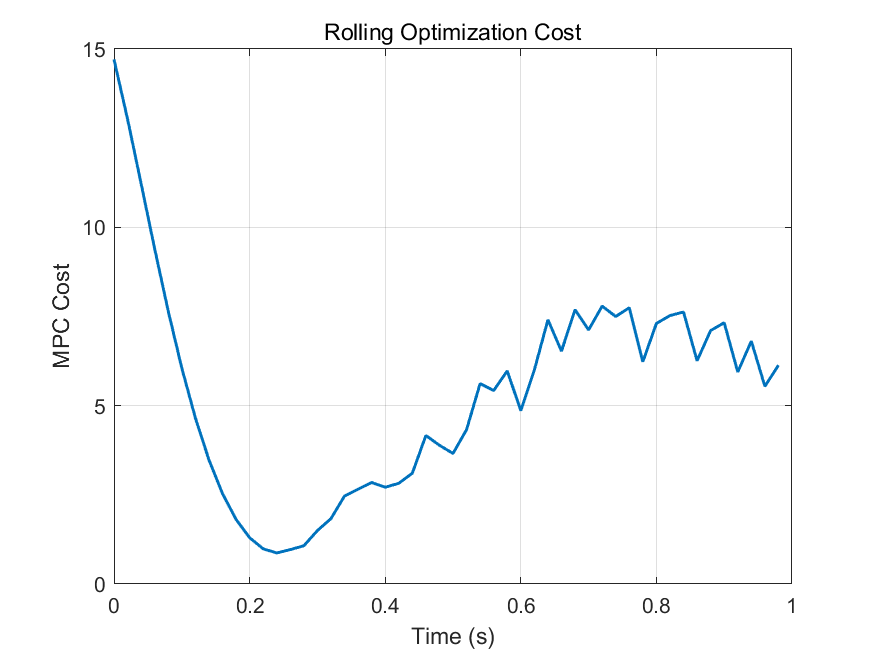 Rolling Optimization Cost
15
10
5
0
MPC Cost
0 0.2 0.4 0.6 0.8 1
Time (s)